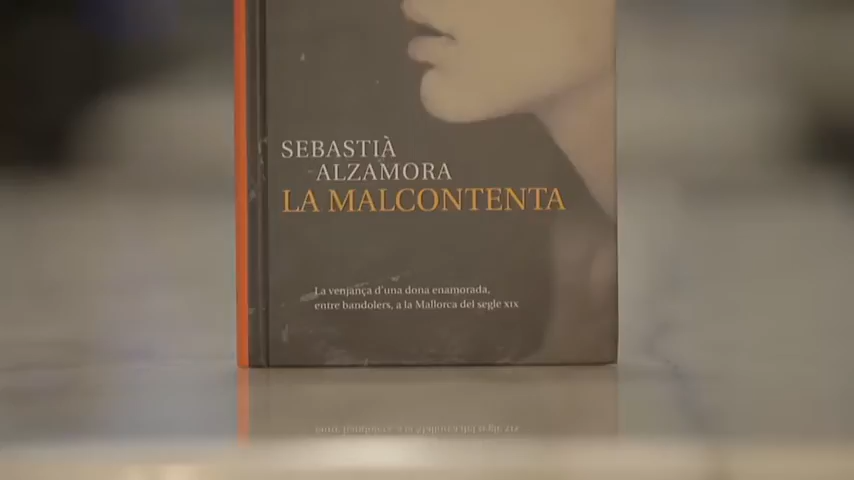 SEBASTIÀ
ALZAMORA
LA MALCONTENTA
La venjança d'una dona enamorada,
entre bandolers, a la Mallorca del segle XIX